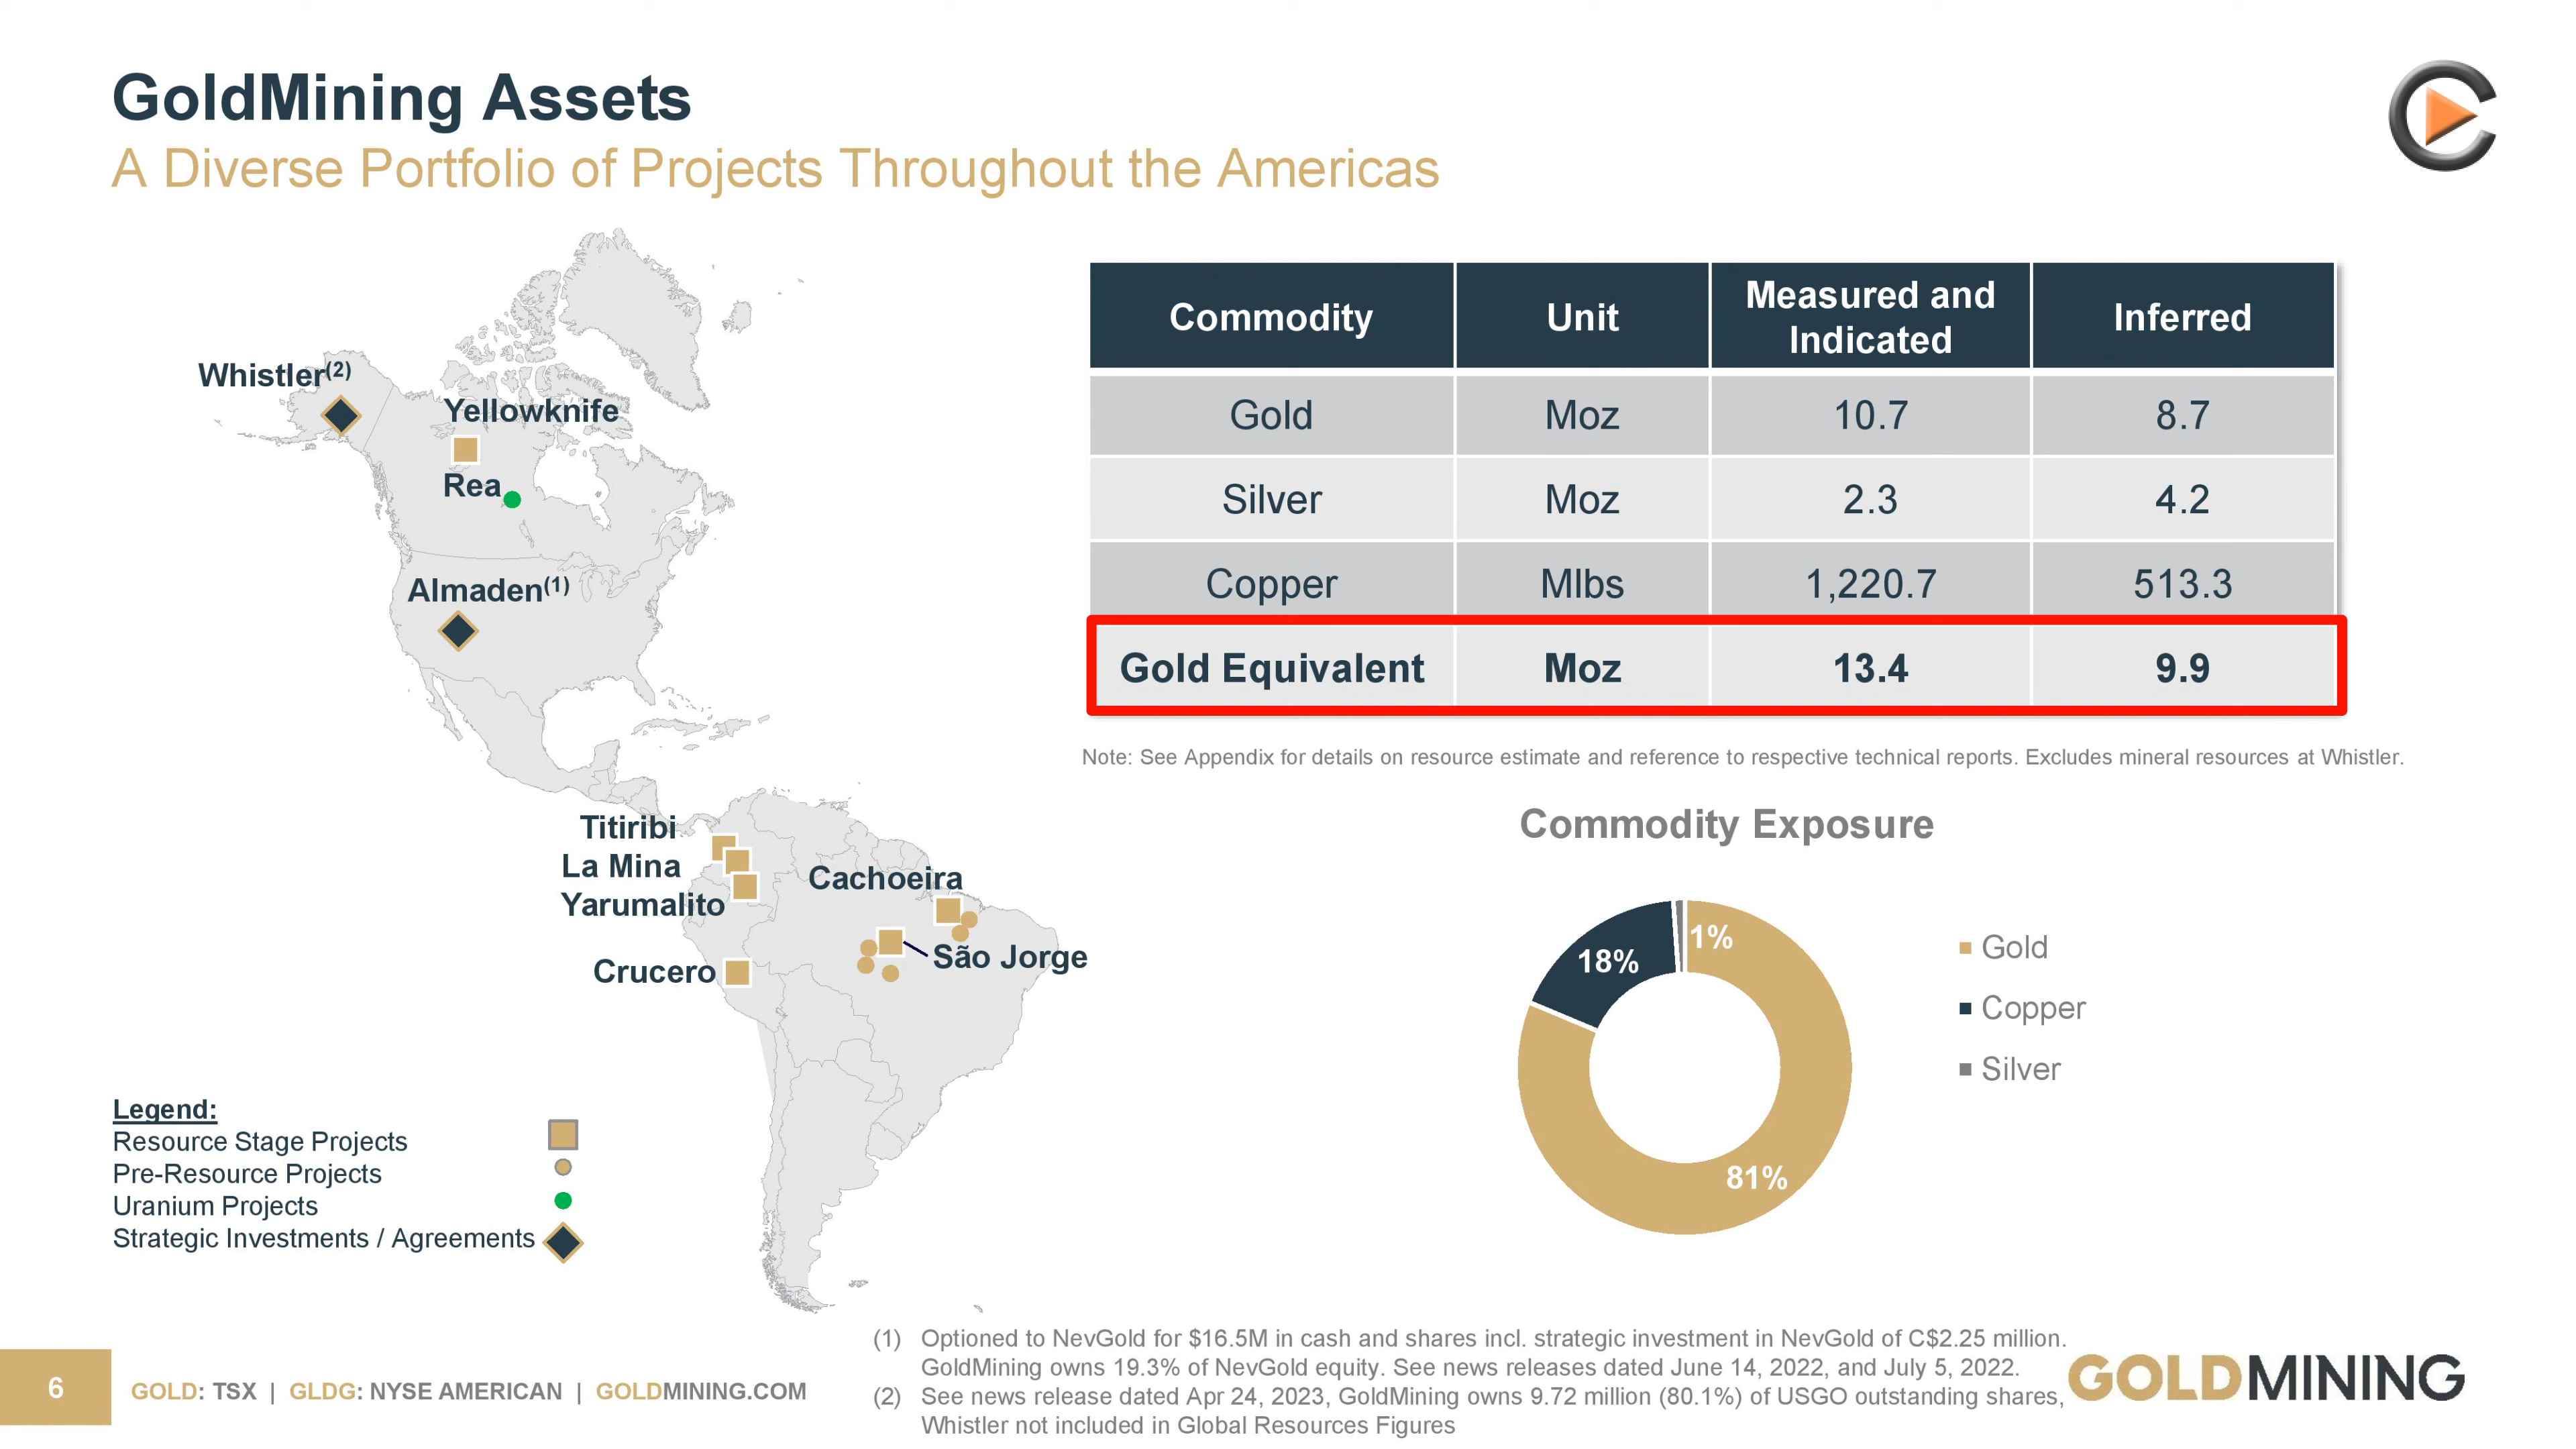 GoldMining Assets
A Diverse Portfolio of Projects Throughout the Americas
Whistler(2)
Yellowknife
Rea
Almaden(1)
Titiribi
La Mina
Yarumalito
Cachoeira
São Jorge
Crucero
Legend:
Resource Stage Projects
Pre-Resource Projects
Uranium Projects
Strategic Investments / Agreements
Commodity Unit Measured and Indicated Inferred
Gold Moz 10.7 8.7
Silver Moz 2.3 4.2
Copper Mlbs 1,220.7 513.3
Gold Equivalent Moz 13.4 9.9
Note: See Appendix for details on resource estimate and reference to respective technical reports. Excludes mineral resources at Whistler.
Commodity Exposure
1%
18%
81%
Gold
Copper
Silver
(1) Optioned to NevGold for $16.5M in cash and shares incl. strategic investment in NevGold of C$2.25 million.
GoldMining owns 19.3% of NevGold equity. See news releases dated June 14, 2022, and July 5, 2022.
(2) See news release dated Apr 24, 2023, GoldMining owns 9.72 million (80.1%) of USGO outstanding shares,
Whistler not included in Global Resources Figures
6
GOLD: TSX | GLDG: NYSE AMERICAN | GOLDMINING.COM
GOLDMINING